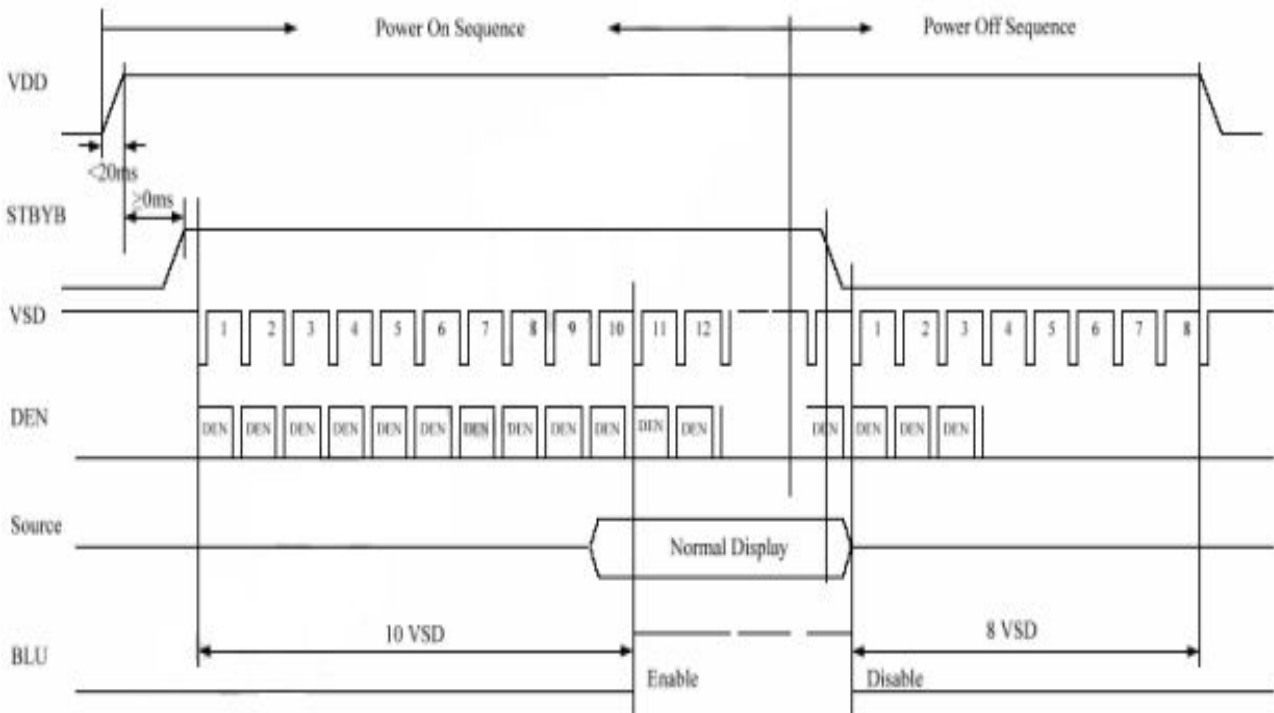 Power On Sequence
Power Off Sequence
VDD
<20ms
≥0ms
STBYB
VSD
1 2 3 4 5 6 7 8 9 10 11 12
1 2 3 4 5 6 7 8
DEN
DEN DEN DEN DEN DEN DEN DEN DEN DEN DEN DEN DEN
DEN DEN DEN DEN
Source
Normal Display
10 VSD
8 VSD
BLU
Enable
Disable